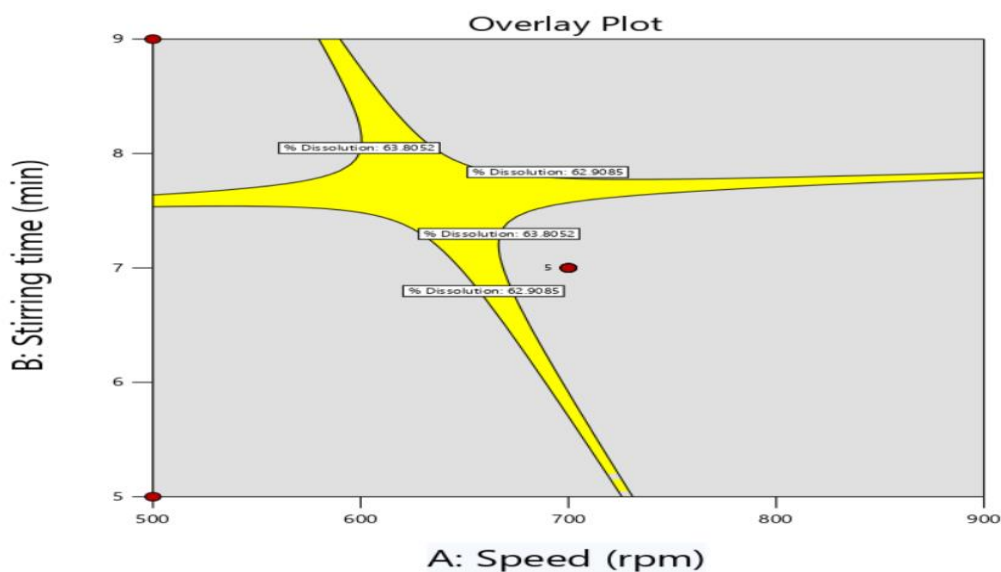 Overlay Plot
9
8
7
6
5
B: Stirring time (min)
% Dissolution: 63.8052
% Dissolution: 62.9085
% Dissolution: 63.8052
5
% Dissolution: 62.9085
500
600
700
800
900
A: Speed (rpm)